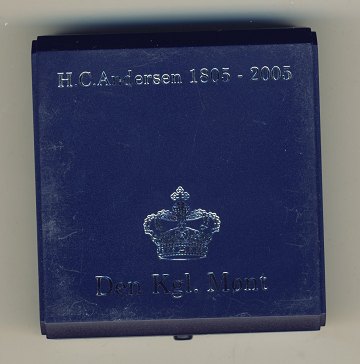 H.C.Andersen 1805 - 2005
Den Kgl. Mønt